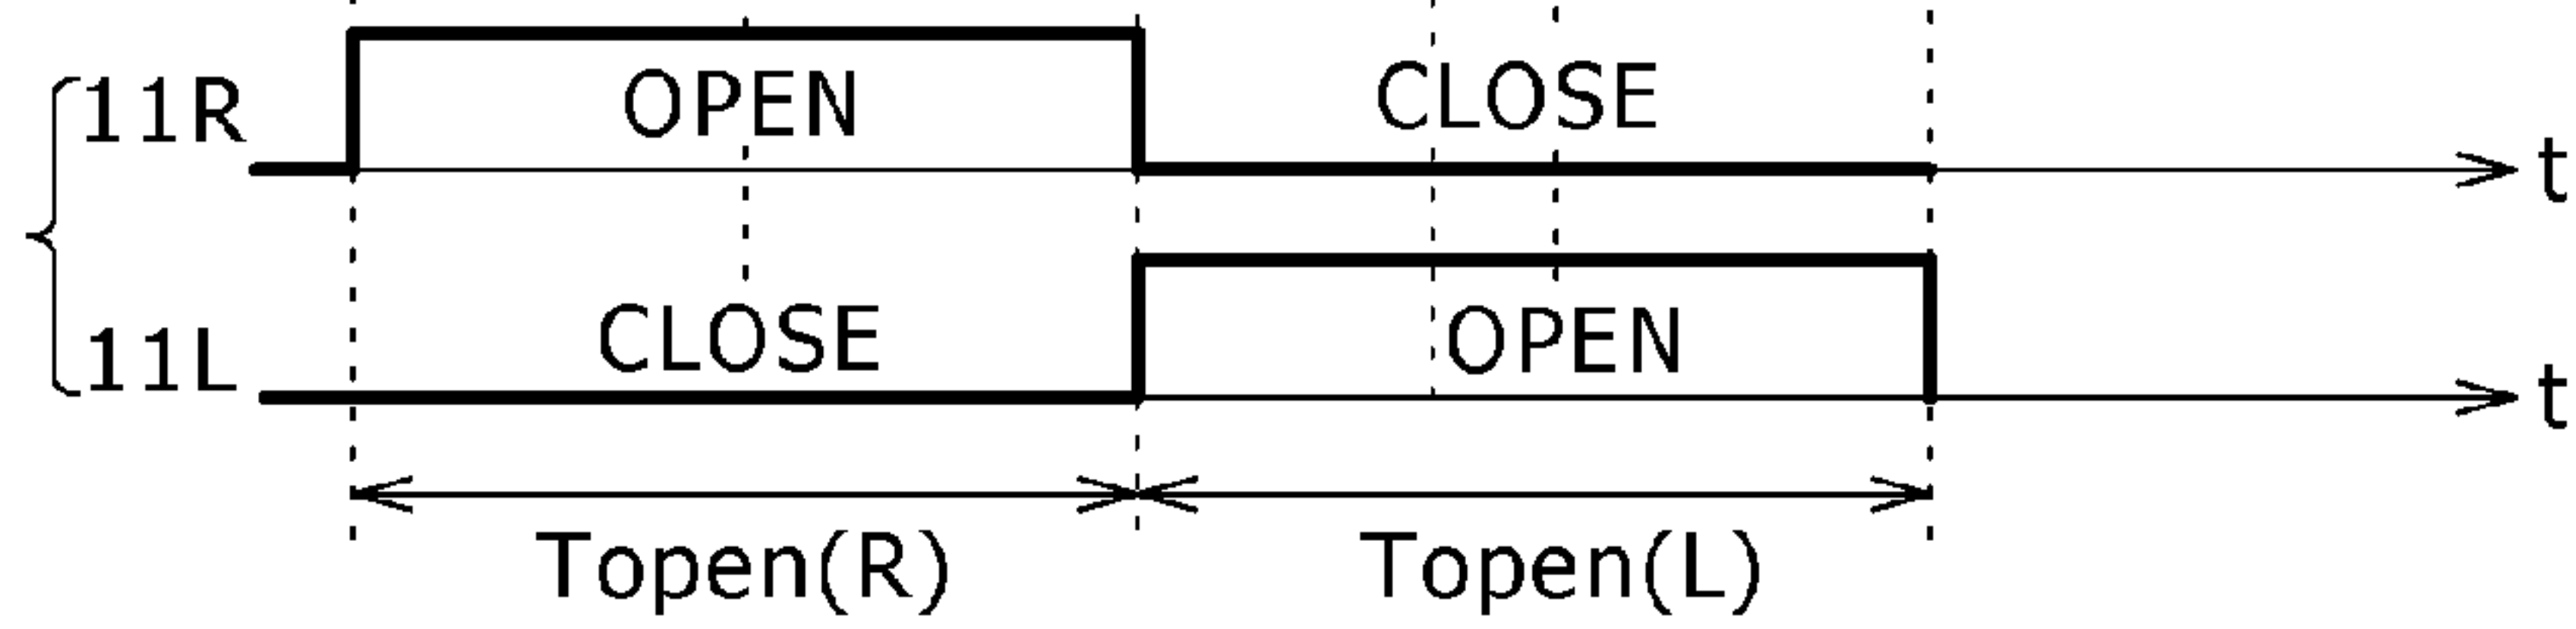 11R OPEN CLOSE t
11L CLOSE OPEN t
Topen(R) Topen(L)